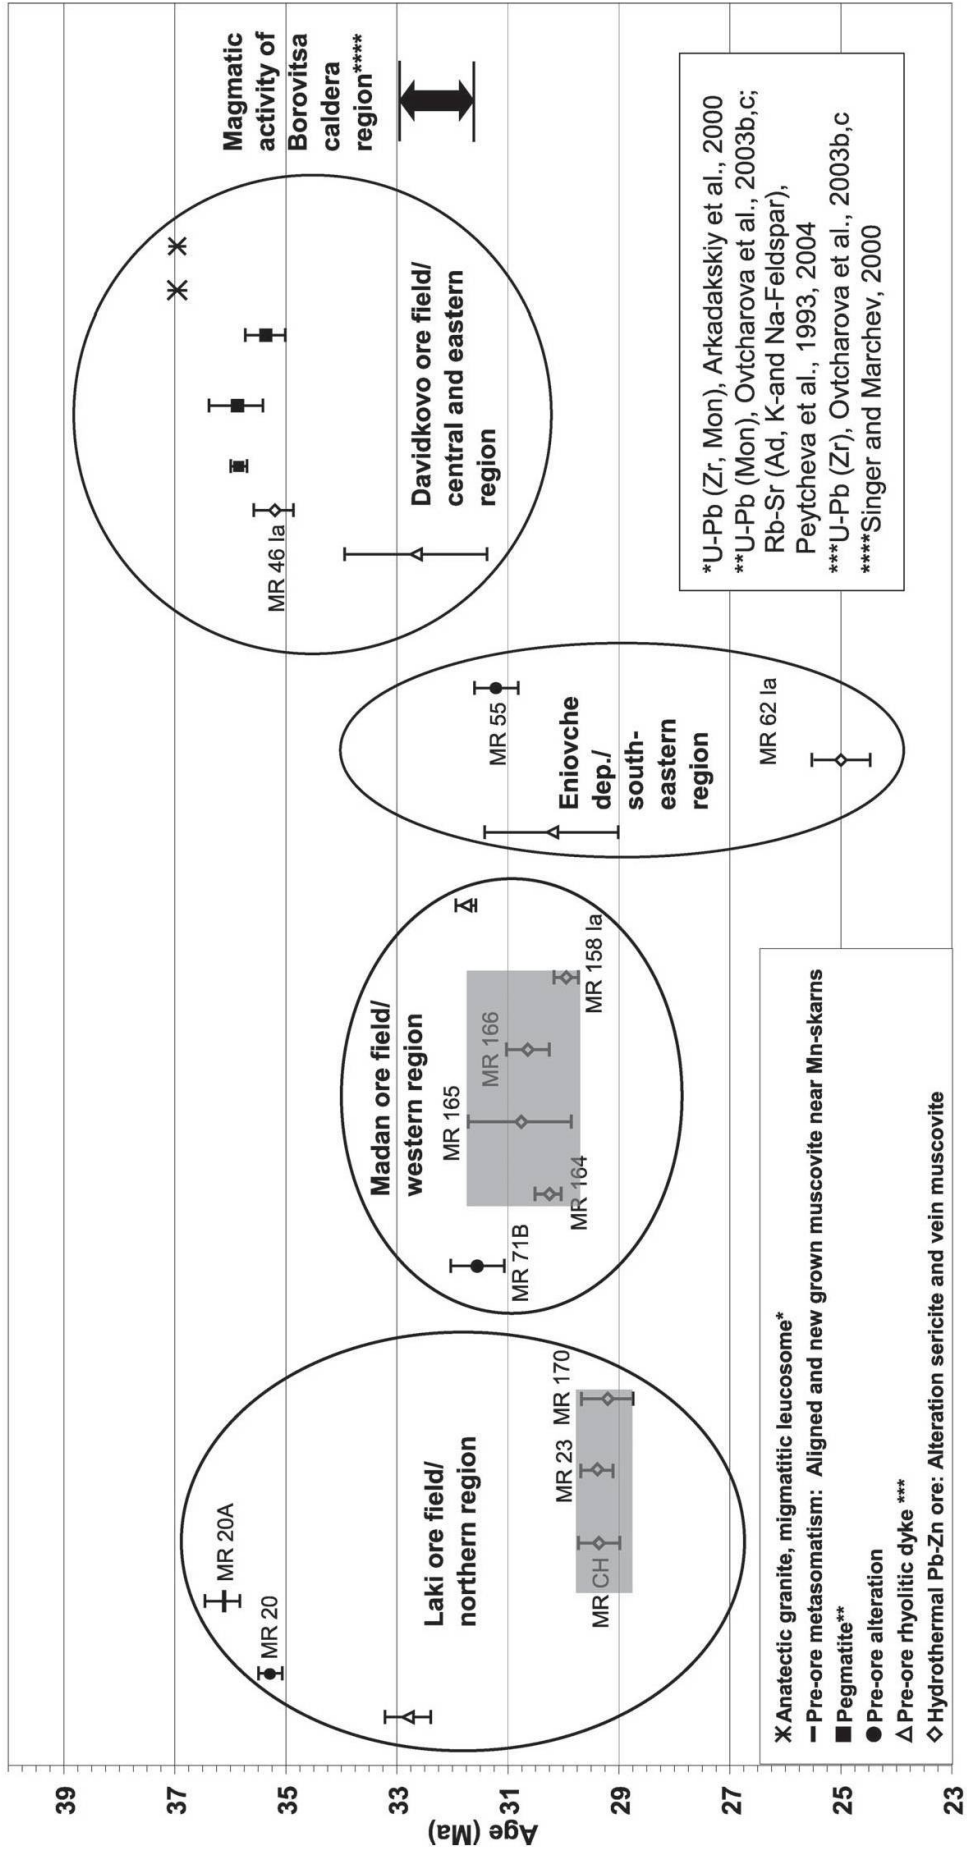 39
37
35
33
31
29
27
25
23
Age (Ma)
MR 20A
MR 20
Laki ore field/
northern region
MR CH
MR 23
MR 170
Madan ore field/
western region
MR 71B
MR 164
MR 165
MR 166
MR 158 Ia
Eniovche
dep./
south-
eastern
region
MR 55
MR 62 Ia
MR 46 Ia
Davidkovo ore field/
central and eastern
region
Magmatic
activity of
Borovitsa
caldera
region****
Anatectic granite, migmatitic leucosome*
Pre-ore metasomatism: Aligned and new grown muscovite near Mn-skarns
Pegmatite**
Pre-ore alteration
Pre-ore rhyolitic dyke ***
Hydrothermal Pb-Zn ore: Alteration sericite and vein muscovite
*U-Pb (Zr, Mon), Arkadakskiy et al., 2000
**U-Pb (Mon), Ovtcharova et al., 2003b,c;
Rb-Sr (Ad, K-and Na-Feldspar),
Peytcheva et al., 1993, 2004
***U-Pb (Zr), Ovtcharova et al., 2003b,c
****Singer and Marchev, 2000